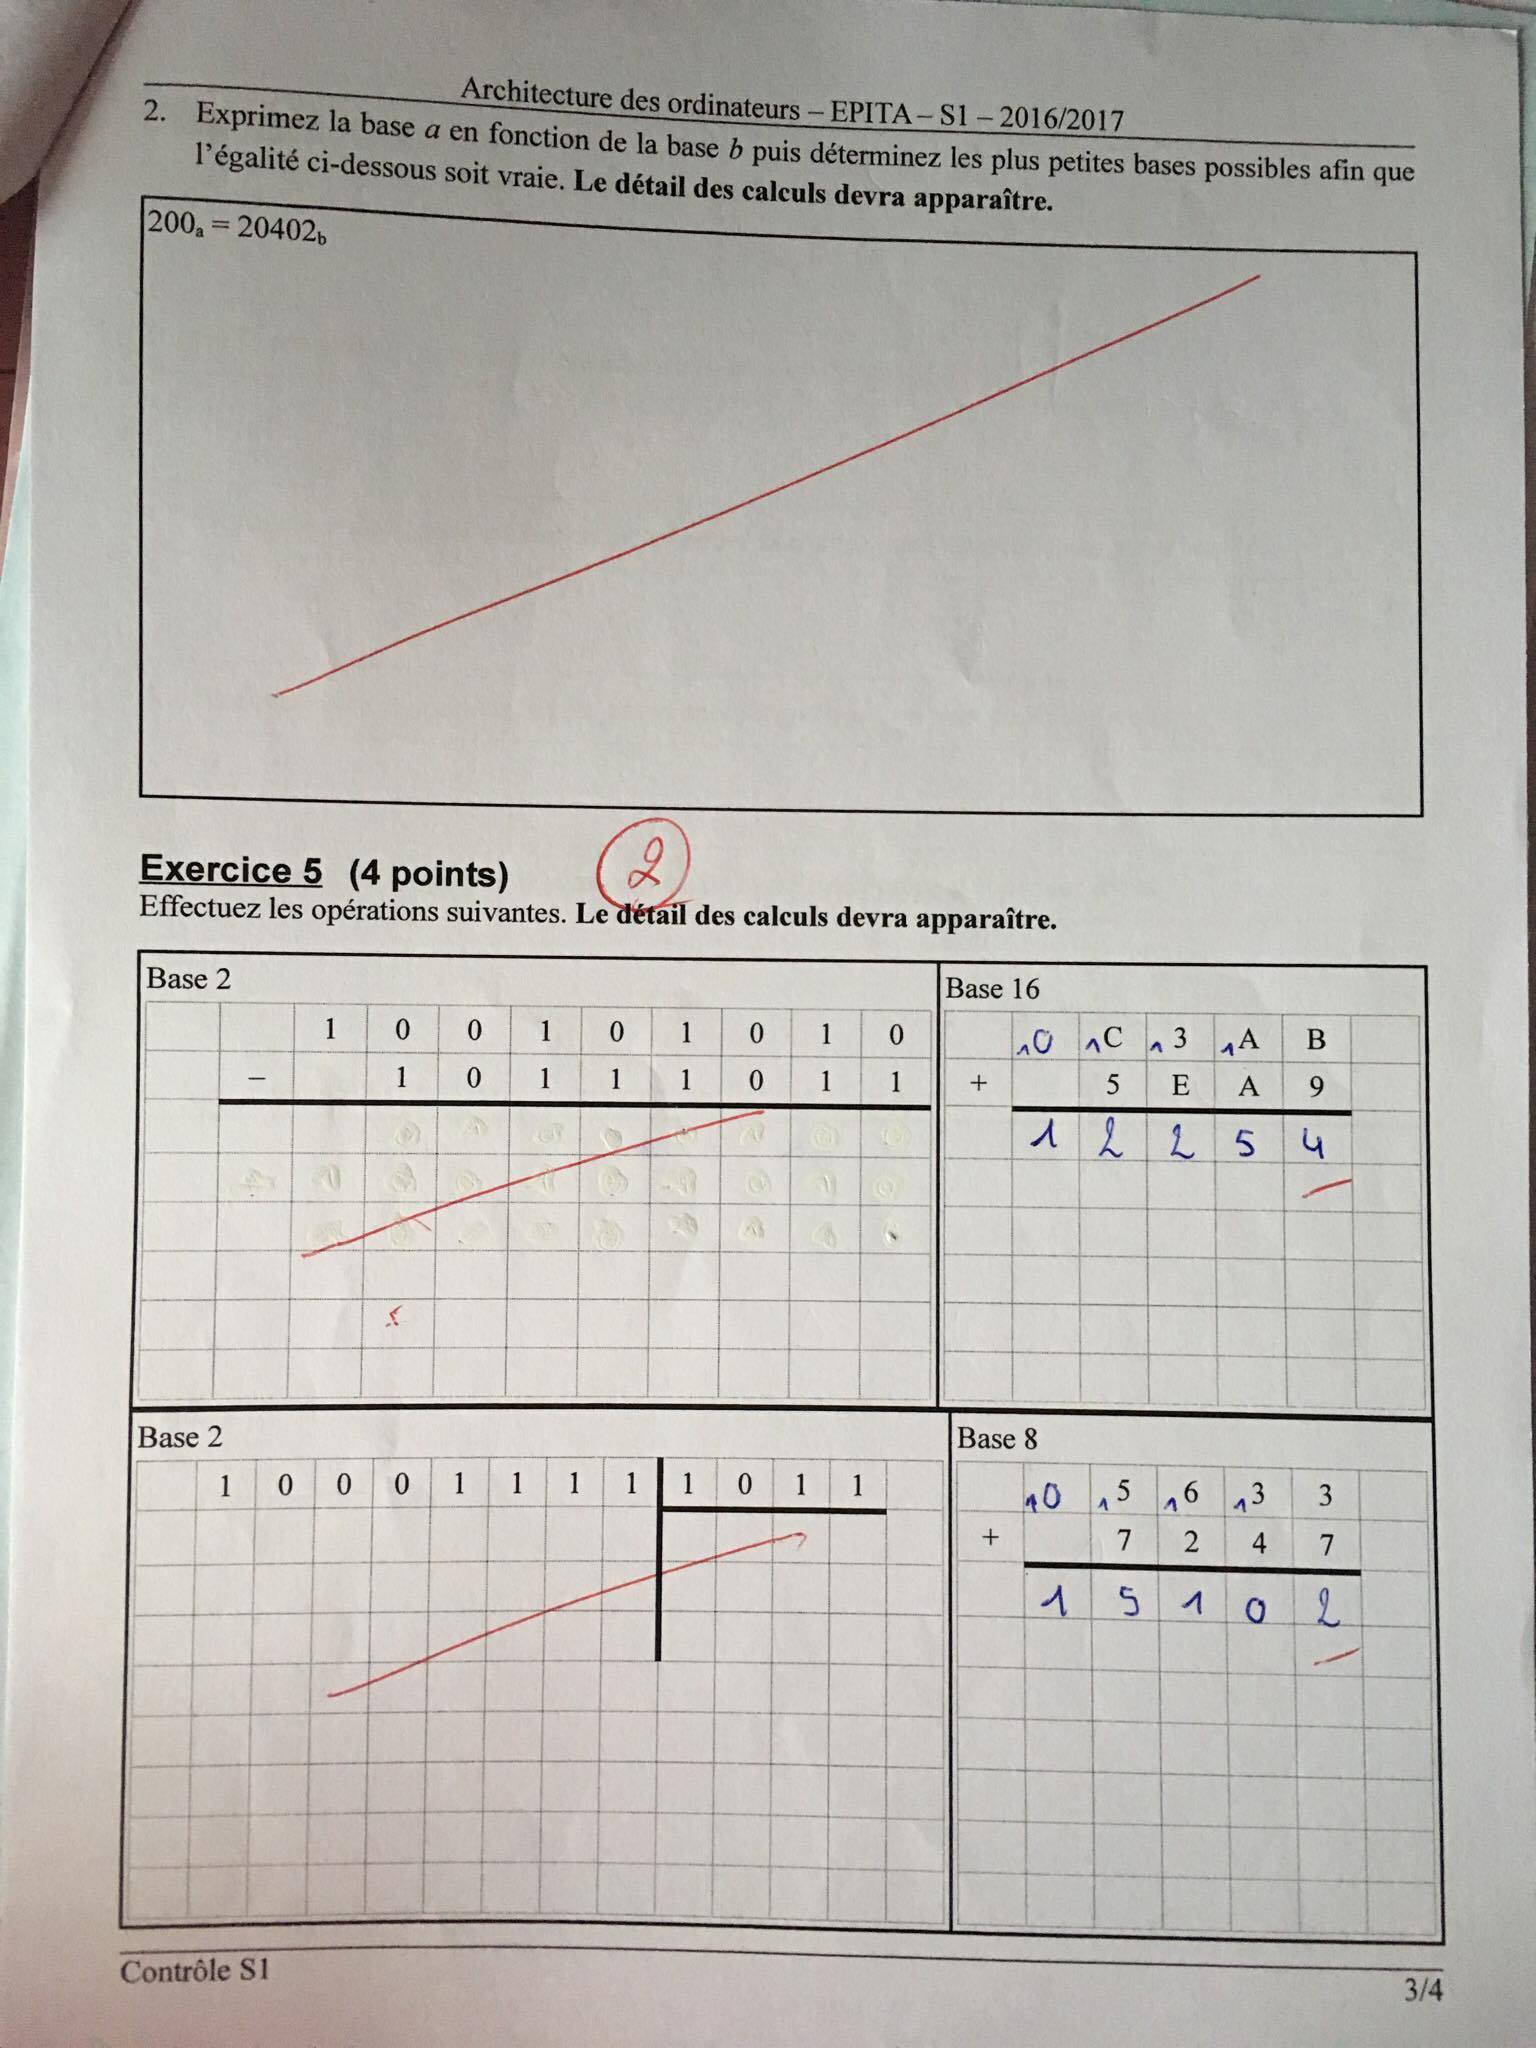 Architecture des ordinateurs – EPITA – S1 – 2016/2017
2. Exprimez la base a en fonction de la base b puis déterminez les plus petites bases possibles afin que
l'égalité ci-dessous soit vraie. Le détail des calculs devra apparaître.
200a = 20402b
Exercice 5 (4 points)
2
Effectuez les opérations suivantes. Le détail des calculs devra apparaître.
Base 2
1 0 0 1 0 1 0 1 0
– 1 0 1 1 1 0 1 1
Base 16
1 0 1 C 1 3 1 A B
+ 5 E A 9
1 2 2 5 4
Base 2
1 0 0 0 1 1 1 1 1 0 1 1
Base 8
1 0 1 5 1 6 1 3 3
+ 7 2 4 7
1 5 1 0 2
Contrôle S1
3/4